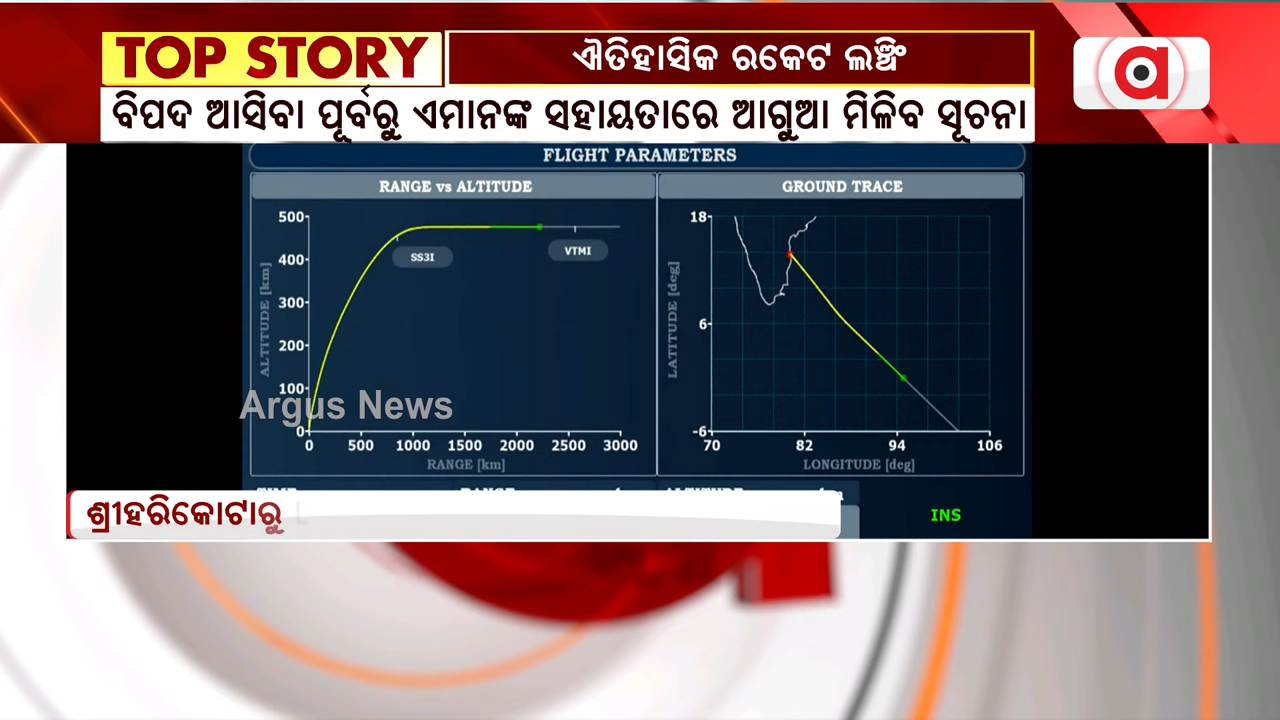 TOP STORY
ଐତିହାସିକ ରକେଟ ଲଞ୍ଚିଂ
a
ବିପଦ ଆସିବା ପୂର୍ବରୁ ଏମାନଙ୍କ ସହାୟତାରେ ଆଗୁଆ ମିଳିବ ସୂଚନା
FLIGHT PARAMETERS
RANGE vs ALTITUDE
GROUND TRACE
500
400
300
200
100
0
ALTITUDE [km]
SS3I
VTMI
0 500 1000 1500 2000 2500 3000
RANGE [km]
18
6
-6
LATITUDE [deg]
70 82 94 106
LONGITUDE [deg]
Argus News
INS
ଶ୍ରୀହରିକୋଟାରୁ